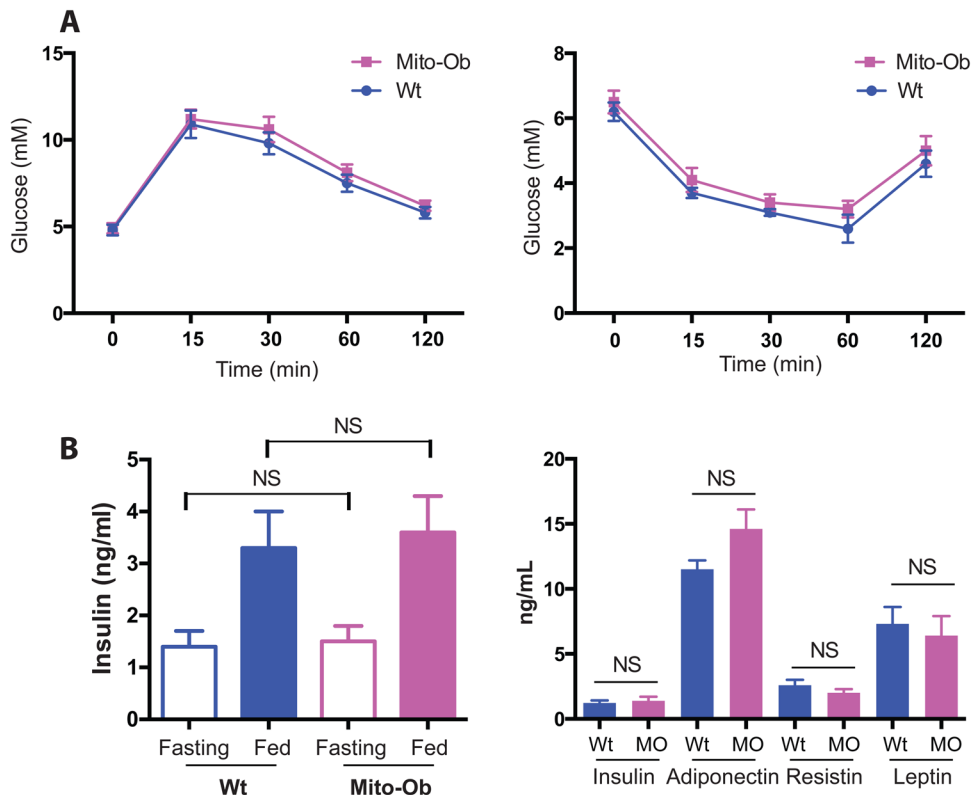 A
15
10
5
0
Glucose (mM)
Mito-Ob
Wt
0 15 30 60 120
Time (min)
8
6
4
2
0
Glucose (mM)
Mito-Ob
Wt
0 15 30 60 120
Time (min)
B
5
4
3
2
1
0
Insulin (ng/ml)
NS
NS
Fasting Fed Fasting Fed
Wt Mito-Ob
20
15
10
5
0
ng/mL
NS
NS
NS
NS
Wt MO Wt MO Wt MO Wt MO
Insulin Adiponectin Resistin Leptin